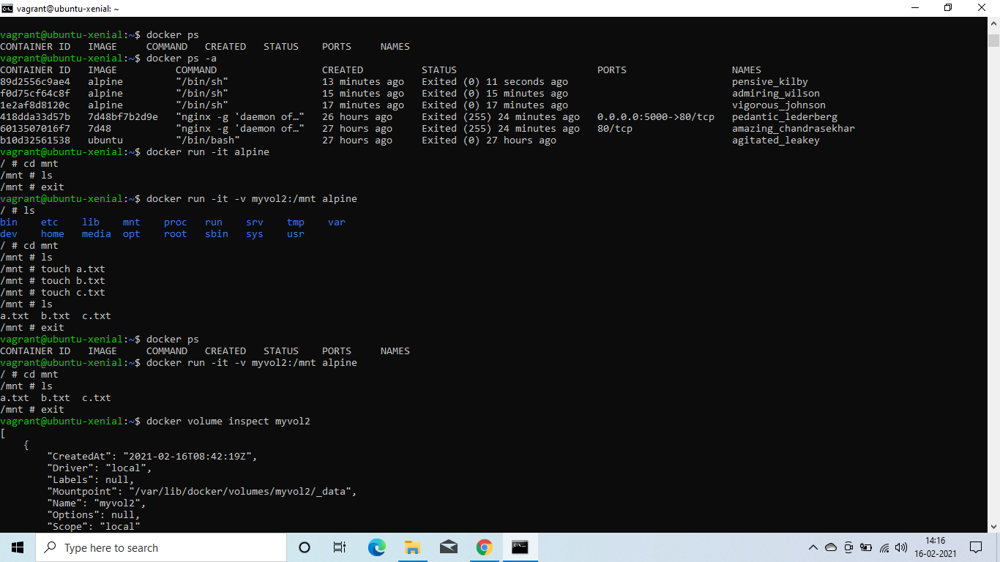 vagrant@ubuntu-xenial: ~
vagrant@ubuntu-xenial:~$ docker ps
CONTAINER ID   IMAGE     COMMAND   CREATED   STATUS    PORTS     NAMES
vagrant@ubuntu-xenial:~$ docker ps -a
CONTAINER ID   IMAGE          COMMAND                  CREATED          STATUS                        PORTS                  NAMES
89d2556c9ae4   alpine         "/bin/sh"                13 minutes ago   Exited (0) 11 seconds ago                            pensive_kilby
f0d75cf64c8f   alpine         "/bin/sh"                15 minutes ago   Exited (0) 15 minutes ago                            admiring_wilson
1e2af8d8120c   alpine         "/bin/sh"                17 minutes ago   Exited (0) 17 minutes ago                            vigorous_johnson
418dda33d57b   7d48bf7b2d9e   "nginx -g 'daemon of…"   26 hours ago     Exited (255) 24 minutes ago   0.0.0.0:5000->80/tcp   pedantic_lederberg
6013507016f7   7d48           "nginx -g 'daemon of…"   27 hours ago     Exited (255) 24 minutes ago   80/tcp                 amazing_chandrasekhar
b10d32561538   ubuntu         "/bin/bash"              27 hours ago     Exited (0) 27 hours ago                              agitated_leakey
vagrant@ubuntu-xenial:~$ docker run -it alpine
/ # cd mnt
/mnt # ls
/mnt # exit
vagrant@ubuntu-xenial:~$ docker run -it -v myvol2:/mnt alpine
/ # ls
bin    etc    lib    mnt    proc   run    srv    tmp    var
dev    home   media  opt    root   sbin   sys    usr
/ # cd mnt
/mnt # ls
/mnt # touch a.txt
/mnt # touch b.txt
/mnt # touch c.txt
/mnt # ls
a.txt  b.txt  c.txt
/mnt # exit
vagrant@ubuntu-xenial:~$ docker ps
CONTAINER ID   IMAGE     COMMAND   CREATED   STATUS    PORTS     NAMES
vagrant@ubuntu-xenial:~$ docker run -it -v myvol2:/mnt alpine
/ # cd mnt
/mnt # ls
a.txt  b.txt  c.txt
/mnt # exit
vagrant@ubuntu-xenial:~$ docker volume inspect myvol2
[
    {
        "CreatedAt": "2021-02-16T08:42:19Z",
        "Driver": "local",
        "Labels": null,
        "Mountpoint": "/var/lib/docker/volumes/myvol2/_data",
        "Name": "myvol2",
        "Options": null,
        "Scope": "local"
Type here to search
14:16
16-02-2021